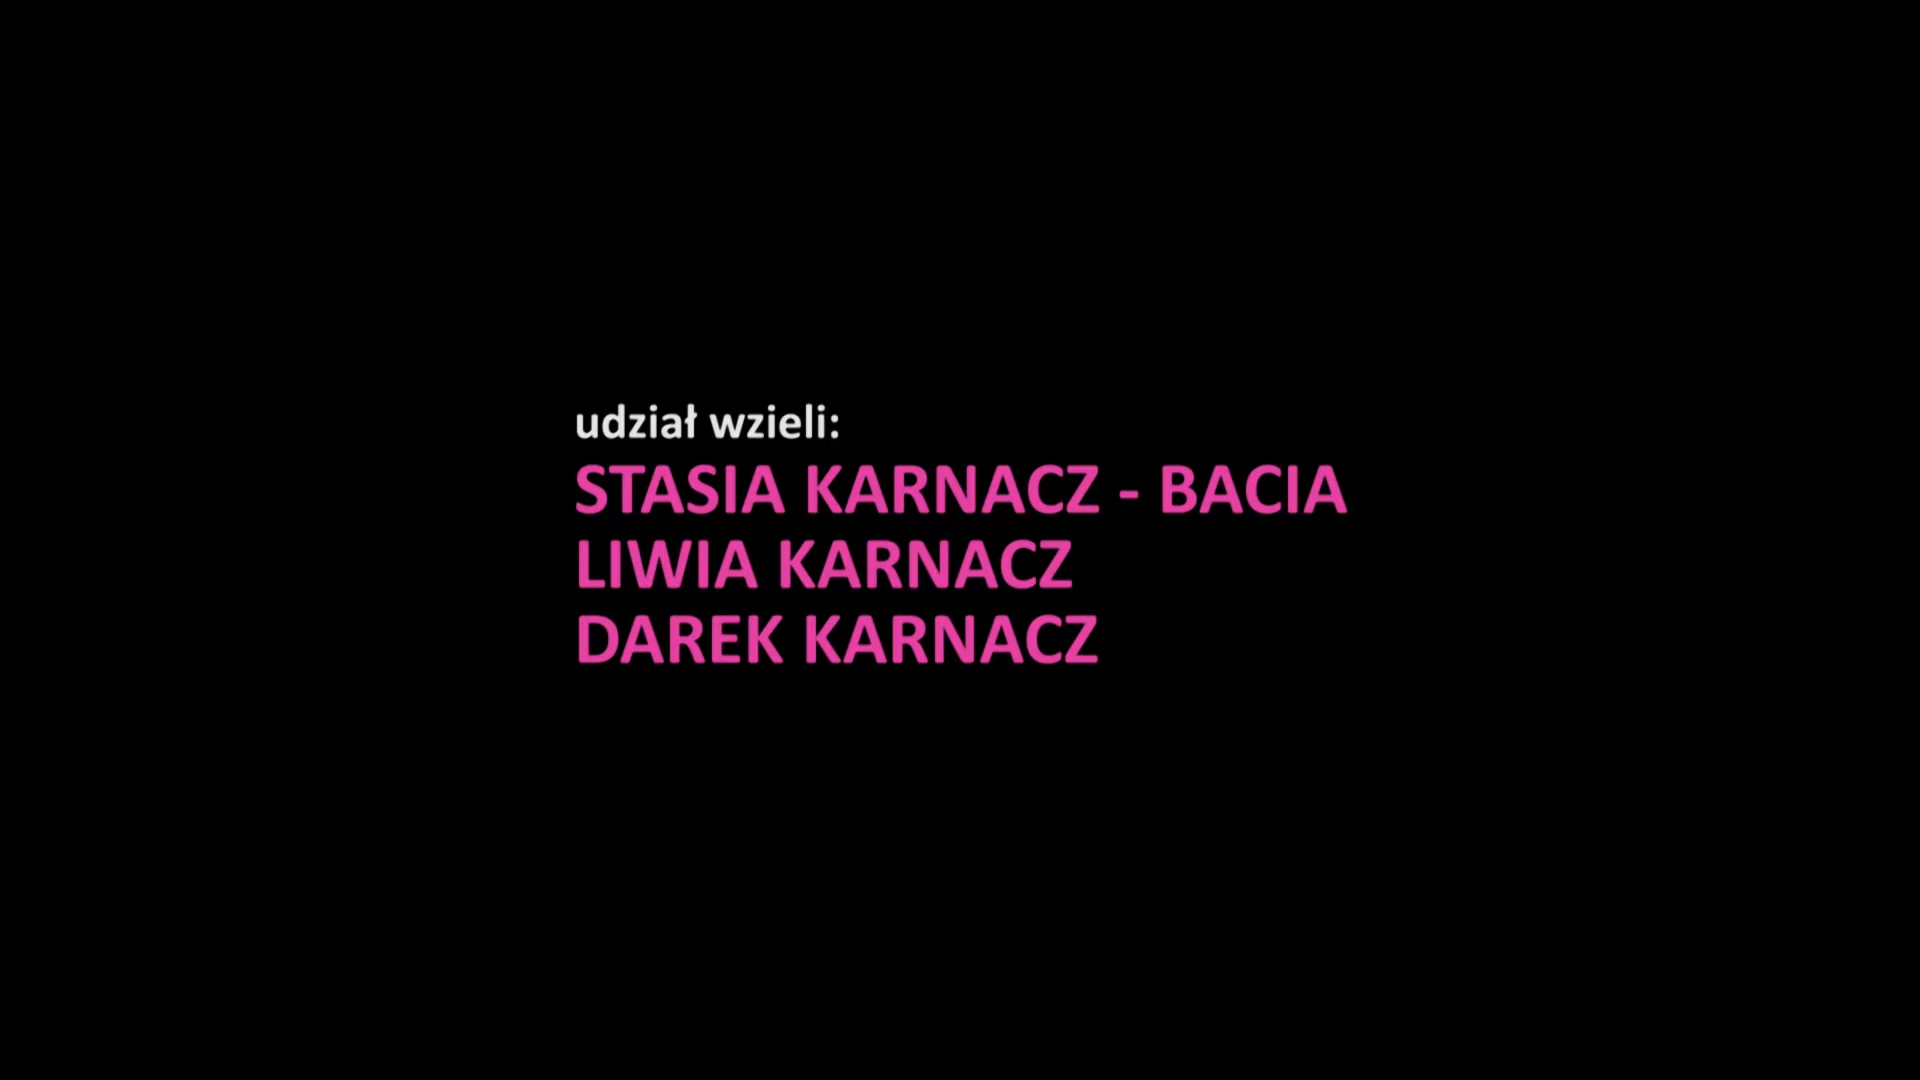 udział wzieli:
STASIA KARNACZ - BACIA
LIWIA KARNACZ
DAREK KARNACZ